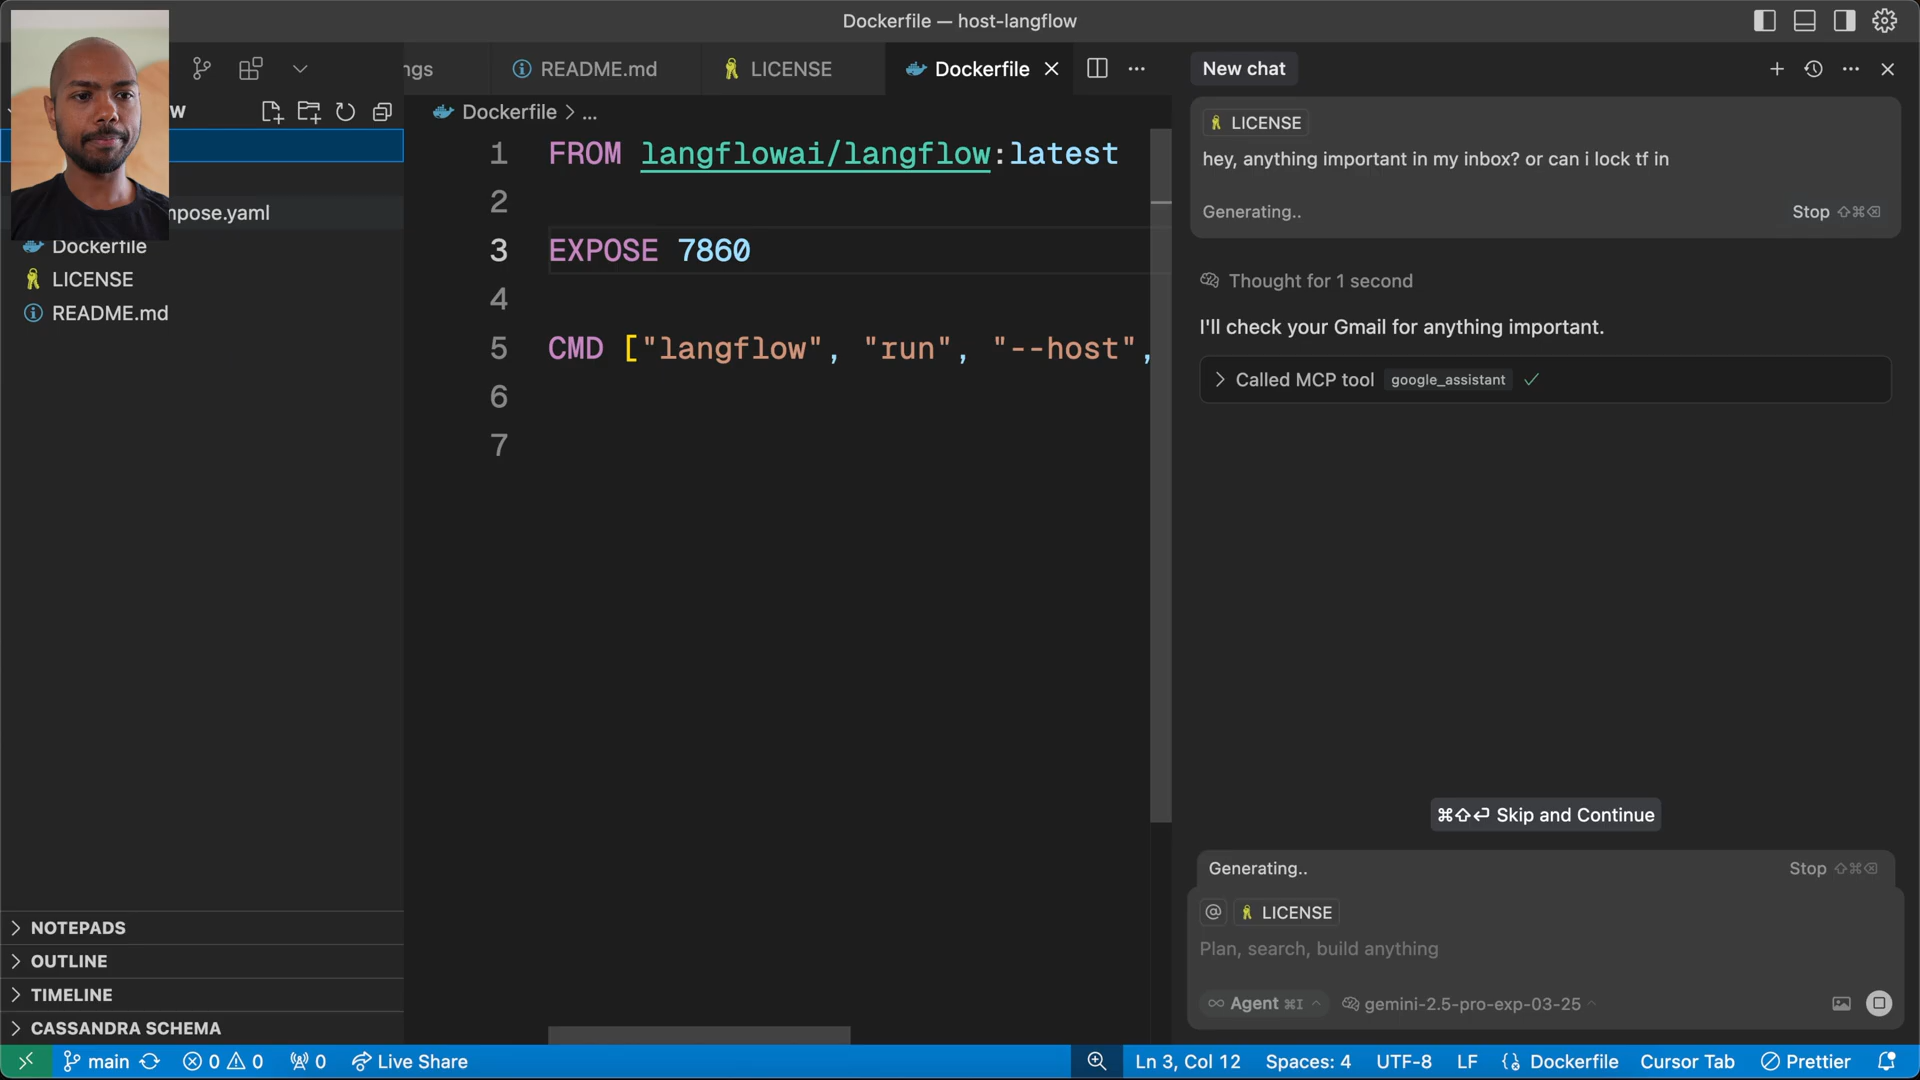 Dockerfile — host-langflow
w
mpose.yaml
Dockerfile
LICENSE
README.md
NOTEPADS
OUTLINE
TIMELINE
CASSANDRA SCHEMA
ngs
README.md
LICENSE
Dockerfile
Dockerfile > ...
1 FROM langflowai/langflow:latest
2
3 EXPOSE 7860
4
5 CMD ["langflow", "run", "--host",
6
7
New chat
LICENSE
hey, anything important in my inbox? or can i lock tf in
Generating.. Stop ⇧⌘⌫
Thought for 1 second
I'll check your Gmail for anything important.
Called MCP tool google_assistant ✓
⌘⇧⏎ Skip and Continue
Generating.. Stop ⇧⌘⌫
@ LICENSE
Plan, search, build anything
∞ Agent ⌘I gemini-2.5-pro-exp-03-25
main 0 0 0 Live Share Ln 3, Col 12 Spaces: 4 UTF-8 LF Dockerfile Cursor Tab Prettier